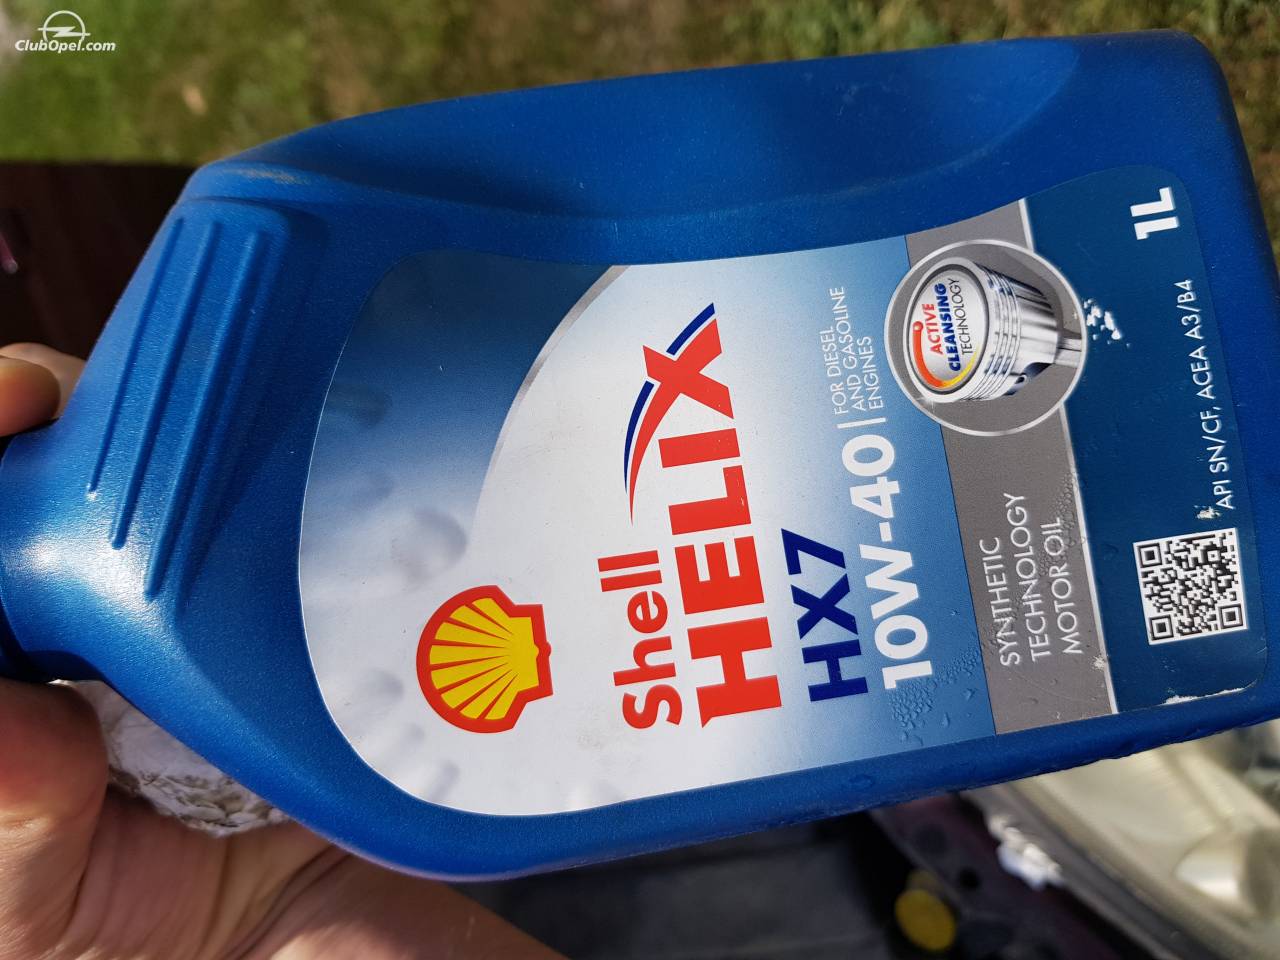 ClubOpel.com
Shell
HELIX
HX7
10W-40
FOR DIESEL
AND GASOLINE
ENGINES
ACTIVE
CLEANSING
TECHNOLOGY
SYNTHETIC
TECHNOLOGY
MOTOR OIL
API SN/CF, ACEA A3/B4
1L